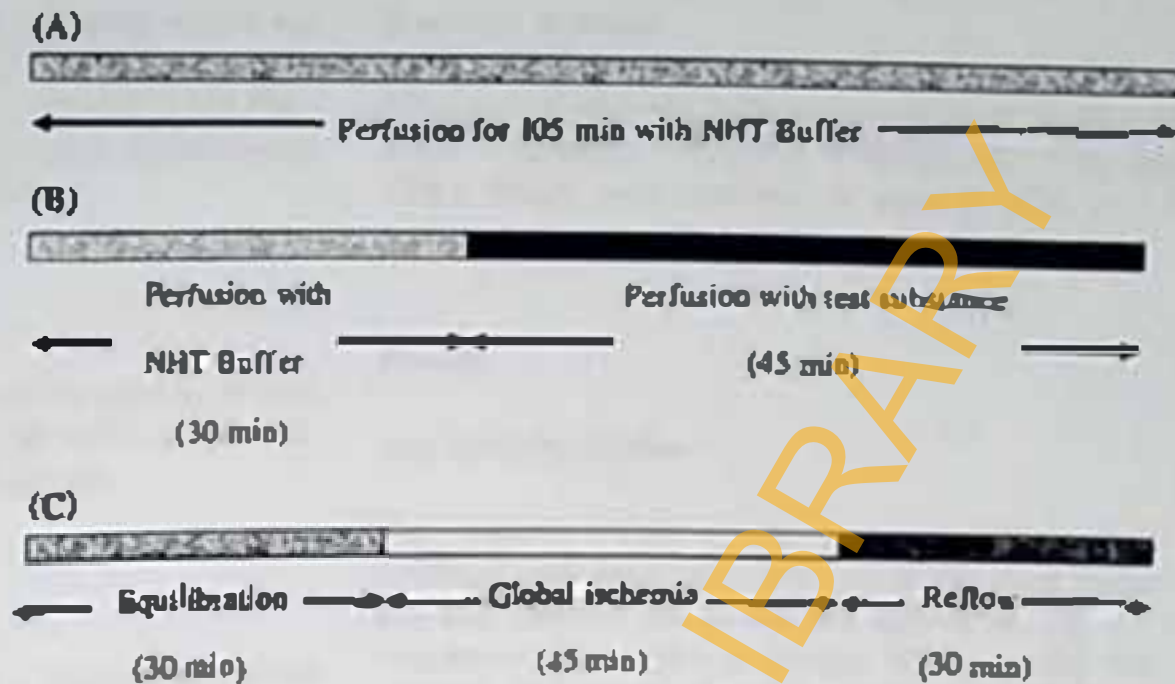 (A)
Perfusion for 105 min with NHT Buffer
(B)
Perfusion with Perfusion with test substance
NHT Buffer (45 min)
(30 min)
(C)
Equilibration Global ischemia Reflow
(30 min) (45 min) (30 min)
IBRARY